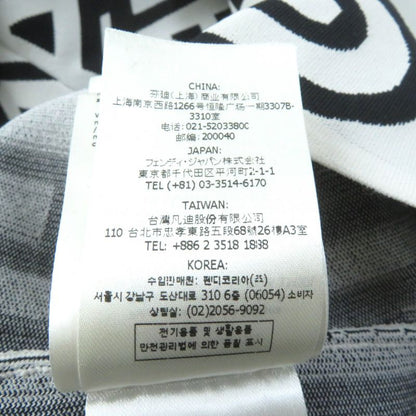 CHINA:
芬迪(上海)商业有限公司
上海南京西路1266号恒隆广场一期3307B-
3310室
电话: 021-52033800
邮编: 200040
JAPAN:
フェンディ・ジャパン株式会社
東京都千代田区平河町2-1-1
TEL (+81) 03-3514-6170
TAIWAN:
台灣凡迪股份有限公司
110 台北市忠孝東路五段68號26樓A3室
TEL: +886 2 3518 1888
KOREA:
수입판매원: 펜디코리아(유)
서울시 강남구 도산대로 310 6층 (06054) 소비자
상담실: (02)2056-9092
전기용품 및 생활용품
안전관리법에 의한 품질 표시